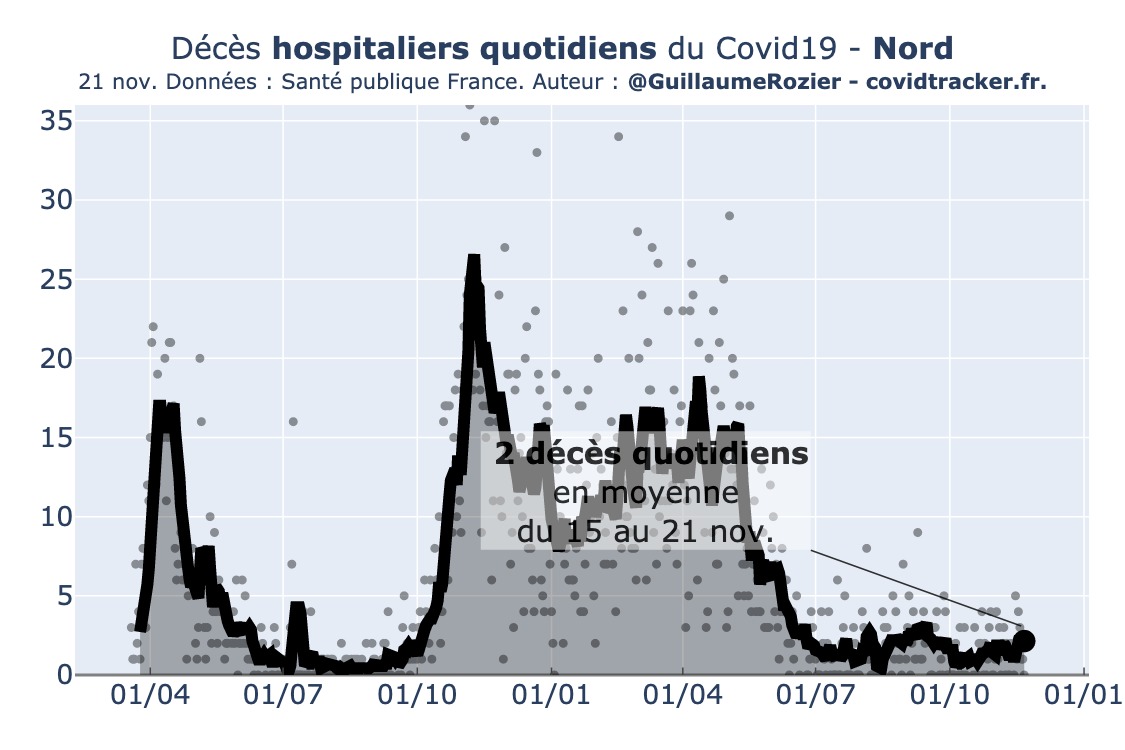 Décès hospitaliers quotidiens du Covid19 - Nord
21 nov. Données : Santé publique France. Auteur : @GuillaumeRozier - covidtracker.fr.
35
30
25
20
15
10
5
0
2 décès quotidiens
en moyenne
du 15 au 21 nov.
01/04 01/07 01/10 01/01 01/04 01/07 01/10 01/01